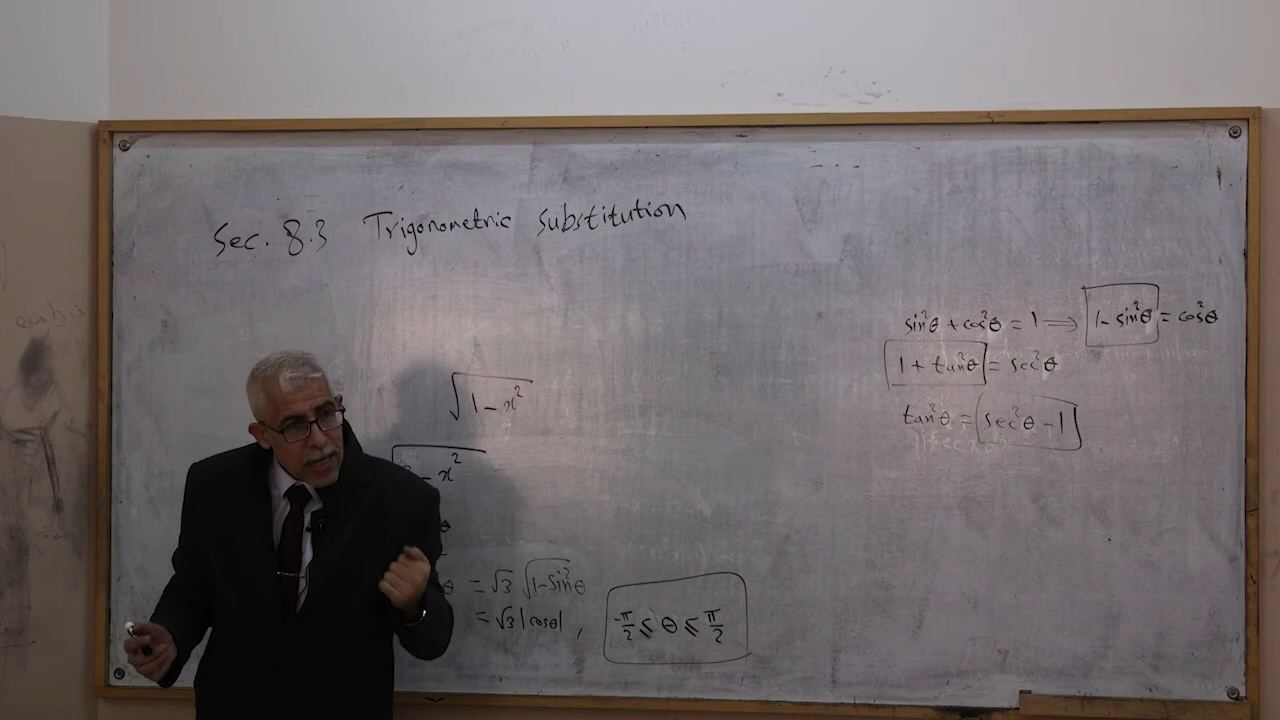 Sec. 8.3 Trigonometric substitution
sin²θ + cos²θ = 1 ⟹ 1 - sin²θ = cos²θ
1 + tan²θ = sec²θ
tan²θ = sec²θ - 1
√(1 - x²)
- x²
θ
θ = √3 √(1-sin²θ)
= √3 |cosθ| , -π/2 ≤ θ ≤ π/2